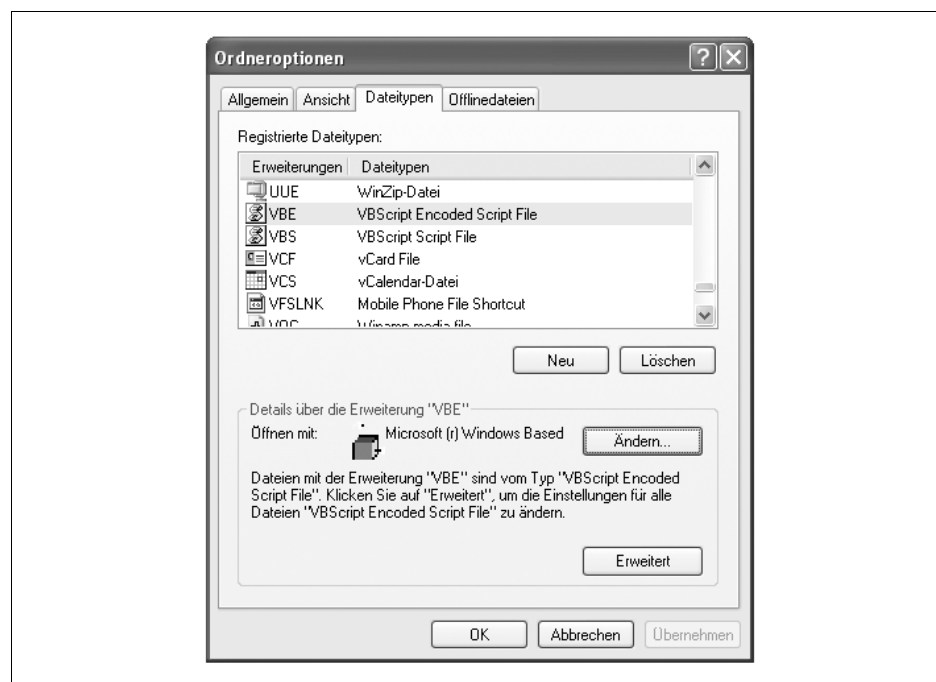 Ordneroptionen
Allgemein Ansicht Dateitypen Offlinedateien
Registrierte Dateitypen:
Erweiterungen Dateitypen
UUE WinZip-Datei
VBE VBScript Encoded Script File
VBS VBScript Script File
VCF vCard File
VCS vCalendar-Datei
VFSLNK Mobile Phone File Shortcut
Winamp media file
Neu Löschen
Details über die Erweiterung "VBE"
Öffnen mit: Microsoft (r) Windows Based Ändern...
Dateien mit der Erweiterung "VBE" sind vom Typ "VBScript Encoded
Script File". Klicken Sie auf "Erweitert", um die Einstellungen für alle
Dateien "VBScript Encoded Script File" zu ändern.
Erweitert
OK Abbrechen Übernehmen